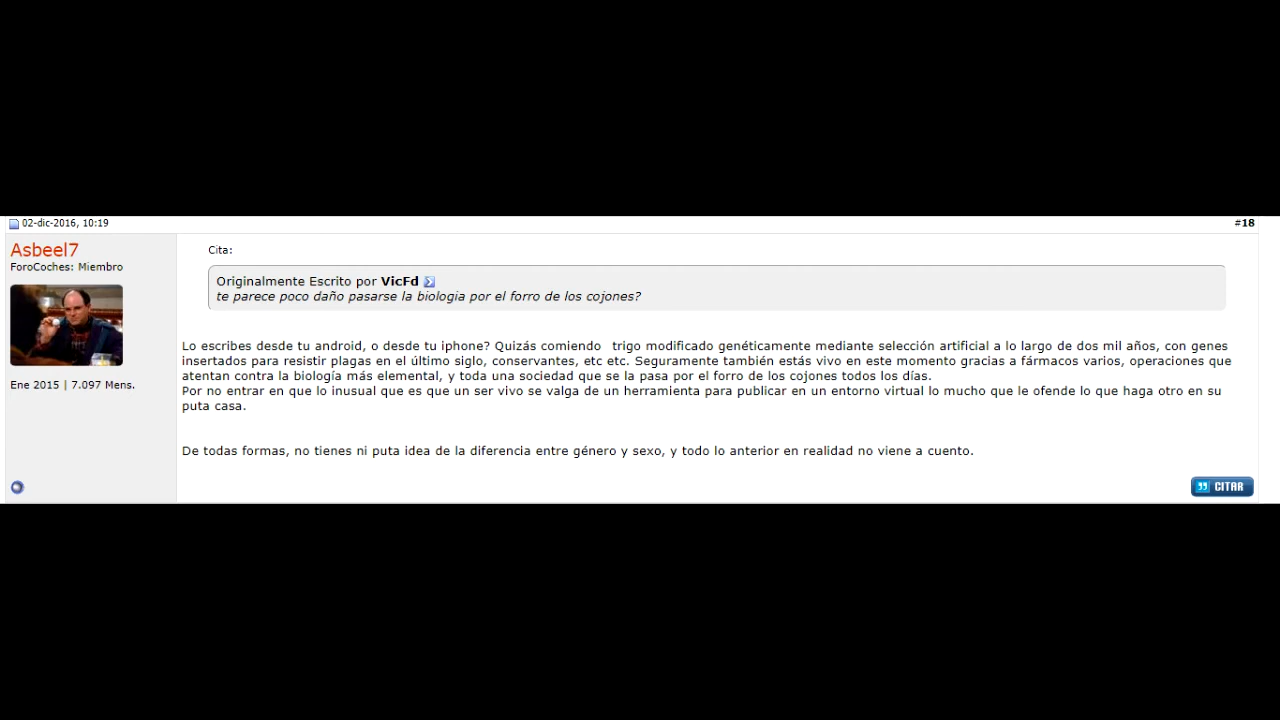 02-dic-2016, 10:19
#18
Asbeel7
ForoCoches: Miembro
Ene 2015 | 7.097 Mens.
Cita:
Originalmente Escrito por VicFd
te parece poco daño pasarse la biologia por el forro de los cojones?
Lo escribes desde tu android, o desde tu iphone? Quizás comiendo trigo modificado genéticamente mediante selección artificial a lo largo de dos mil años, con genes
insertados para resistir plagas en el último siglo, conservantes, etc etc. Seguramente también estás vivo en este momento gracias a fármacos varios, operaciones que
atentan contra la biología más elemental, y toda una sociedad que se la pasa por el forro de los cojones todos los días.
Por no entrar en que lo inusual que es que un ser vivo se valga de un herramienta para publicar en un entorno virtual lo mucho que le ofende lo que haga otro en su
puta casa.
De todas formas, no tienes ni puta idea de la diferencia entre género y sexo, y todo lo anterior en realidad no viene a cuento.
CITAR